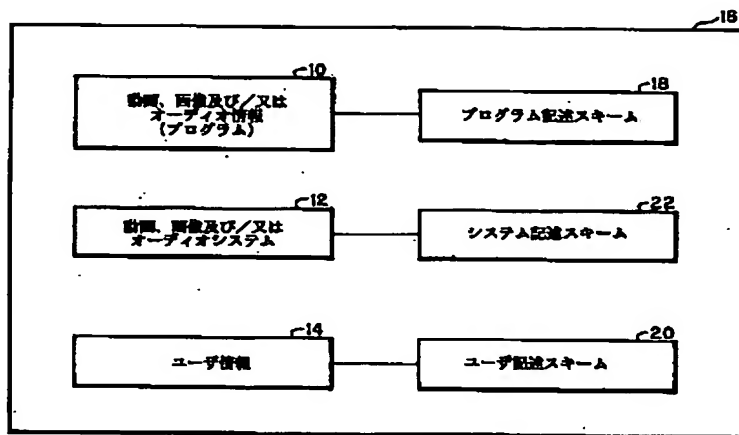 16
10
動画、画像及び/又は
オーディオ情報
(プログラム)
18
プログラム記述スキーム
12
動画、画像及び/又は
オーディオシステム
22
システム記述スキーム
14
ユーザ情報
20
ユーザ記述スキーム